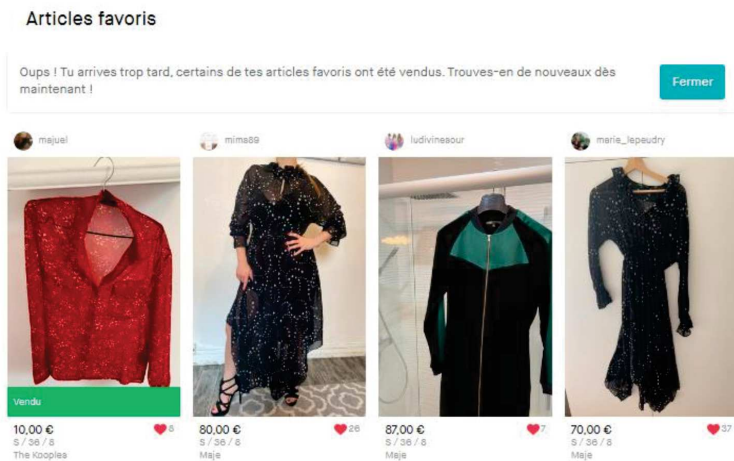 Articles favoris
Oups ! Tu arrives trop tard, certains de tes articles favoris ont été vendus. Trouves-en de nouveaux dès
maintenant !
Fermer
majuel
mima89
ludivinesour
marie_lepeudry
Vendu
10,00 €
8
S / 36 / 8
The Kooples
80,00 €
26
S / 36 / 8
Maje
87,00 €
7
S / 36 / 8
Maje
70,00 €
37
S / 36 / 8
Maje